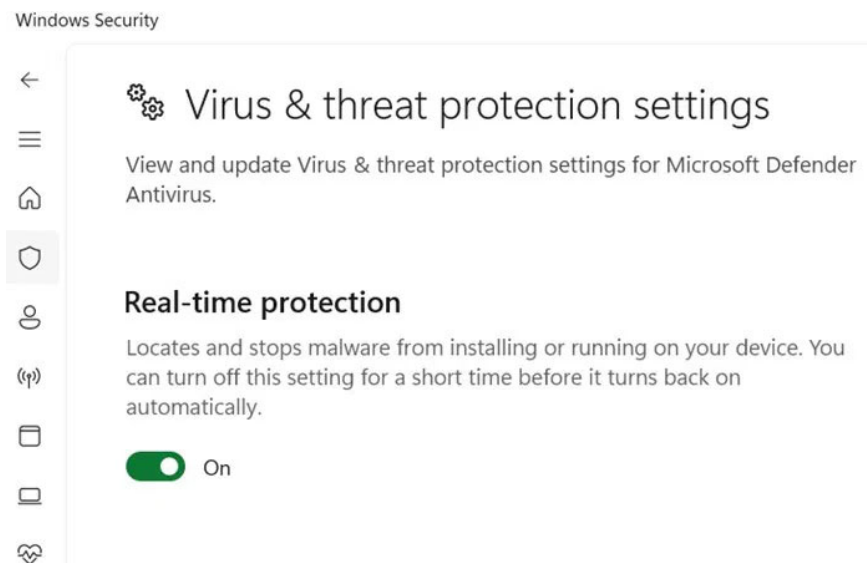 Windows Security
Virus & threat protection settings
View and update Virus & threat protection settings for Microsoft Defender
Antivirus.
Real-time protection
Locates and stops malware from installing or running on your device. You
can turn off this setting for a short time before it turns back on
automatically.
On